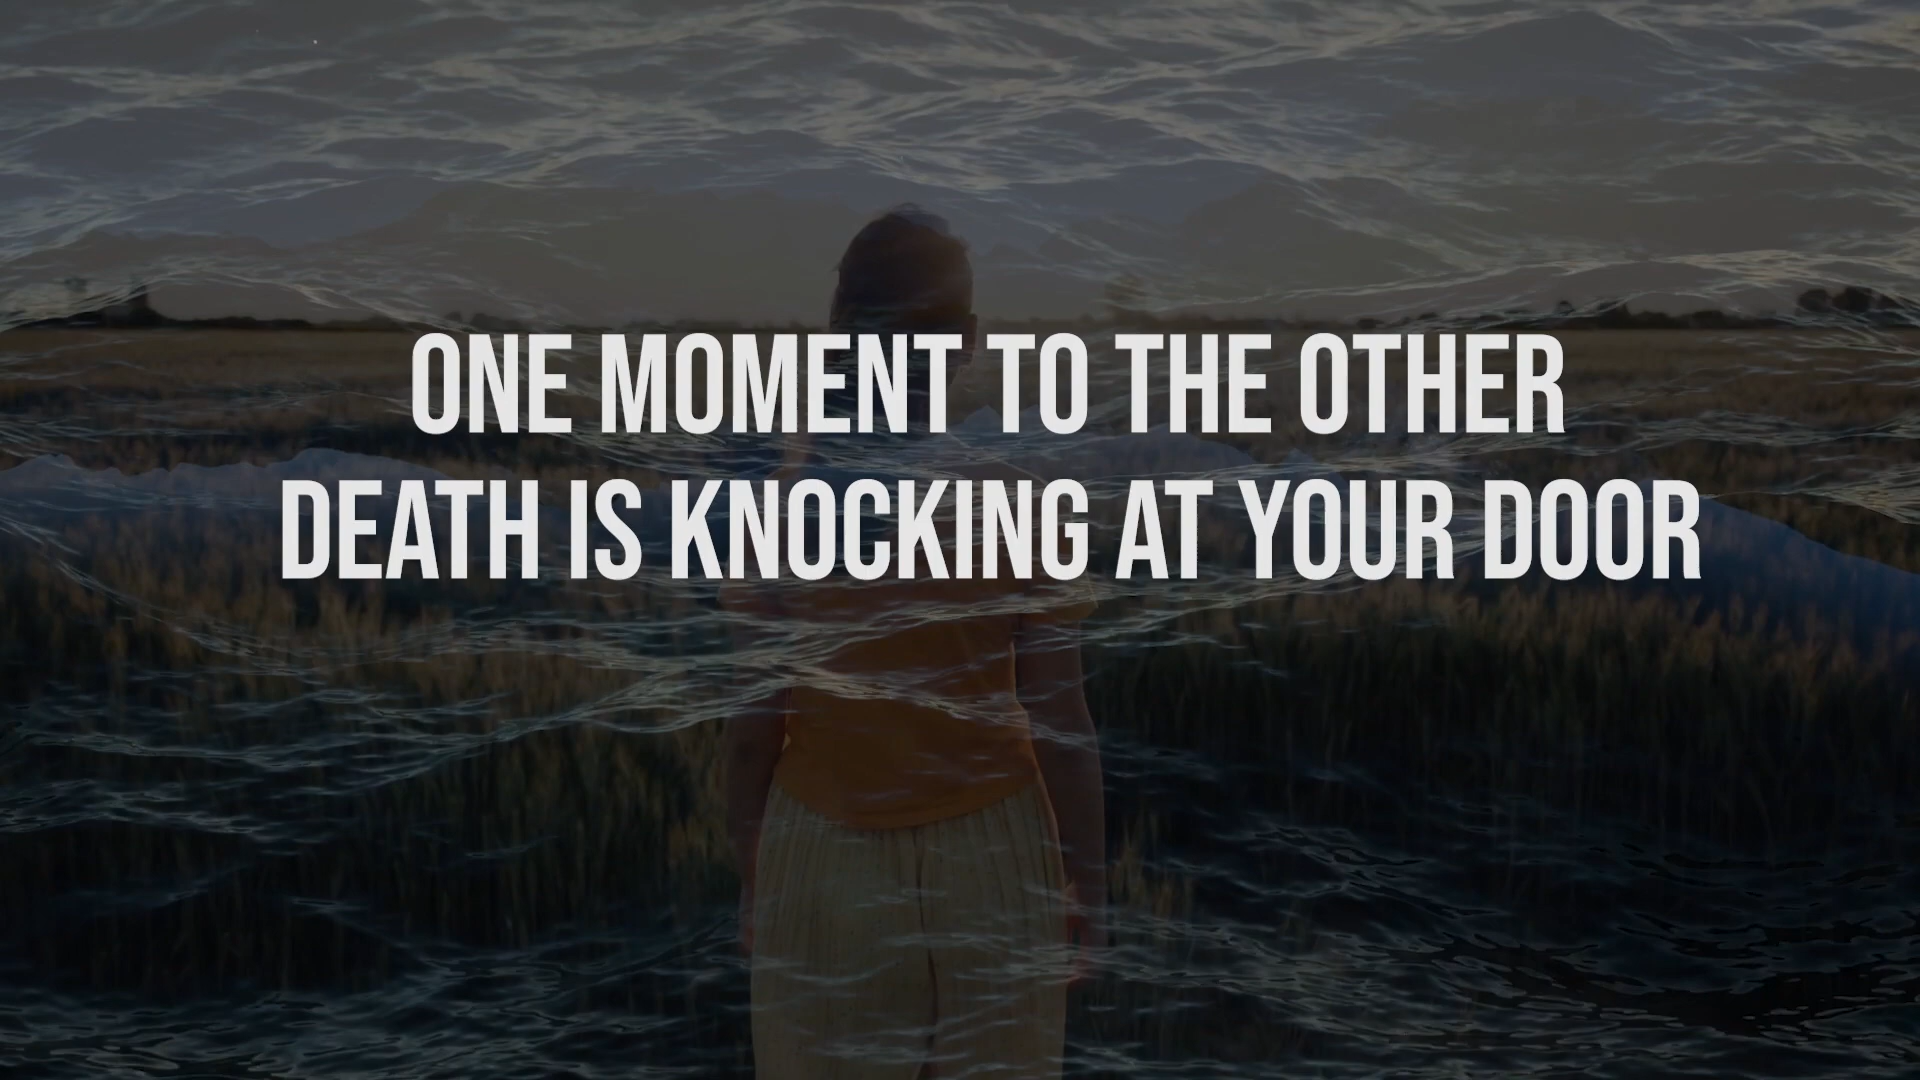 ONE MOMENT TO THE OTHER
DEATH IS KNOCKING AT YOUR DOOR